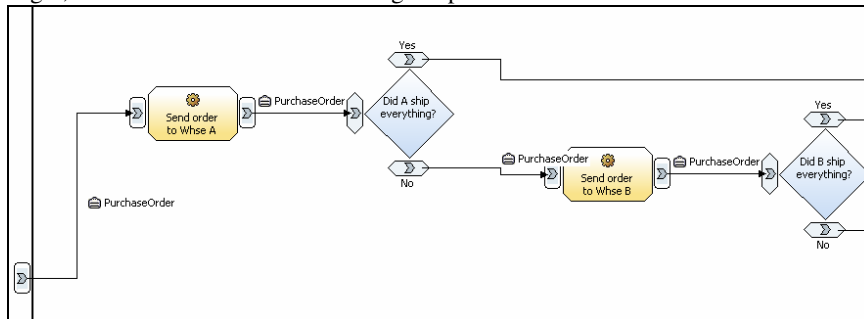 Yes
PurchaseOrder
Send order
to Whse A
Did A ship
everything?
No
PurchaseOrder
PurchaseOrder
Send order
to Whse B
PurchaseOrder
Yes
Did B ship
everything?
No